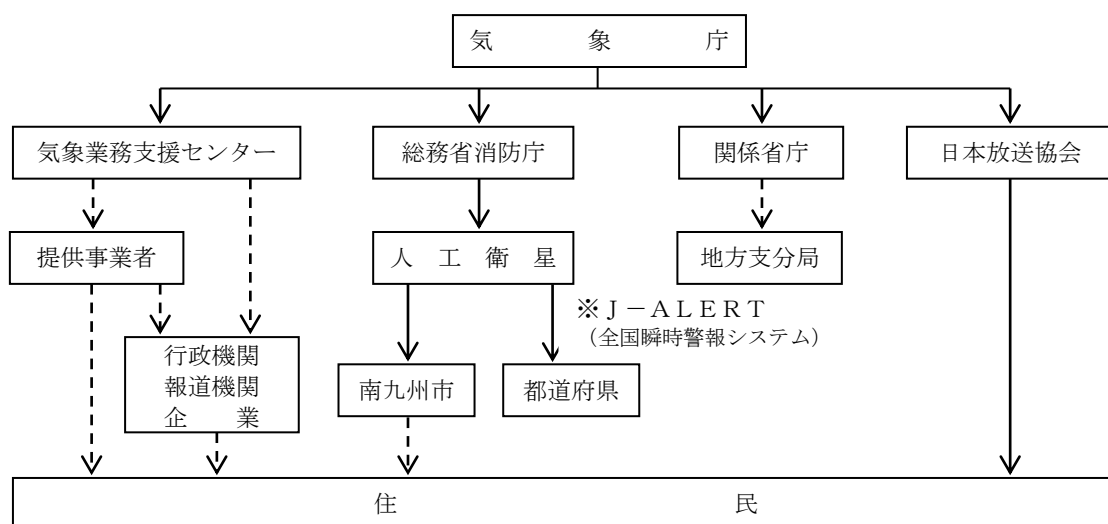 気象庁
気象業務支援センター
総務省消防庁
関係省庁
日本放送協会
提供事業者
人工衛星
地方支分局
※J－ALERT
（全国瞬時警報システム）
行政機関
報道機関
企業
南九州市
都道府県
住民